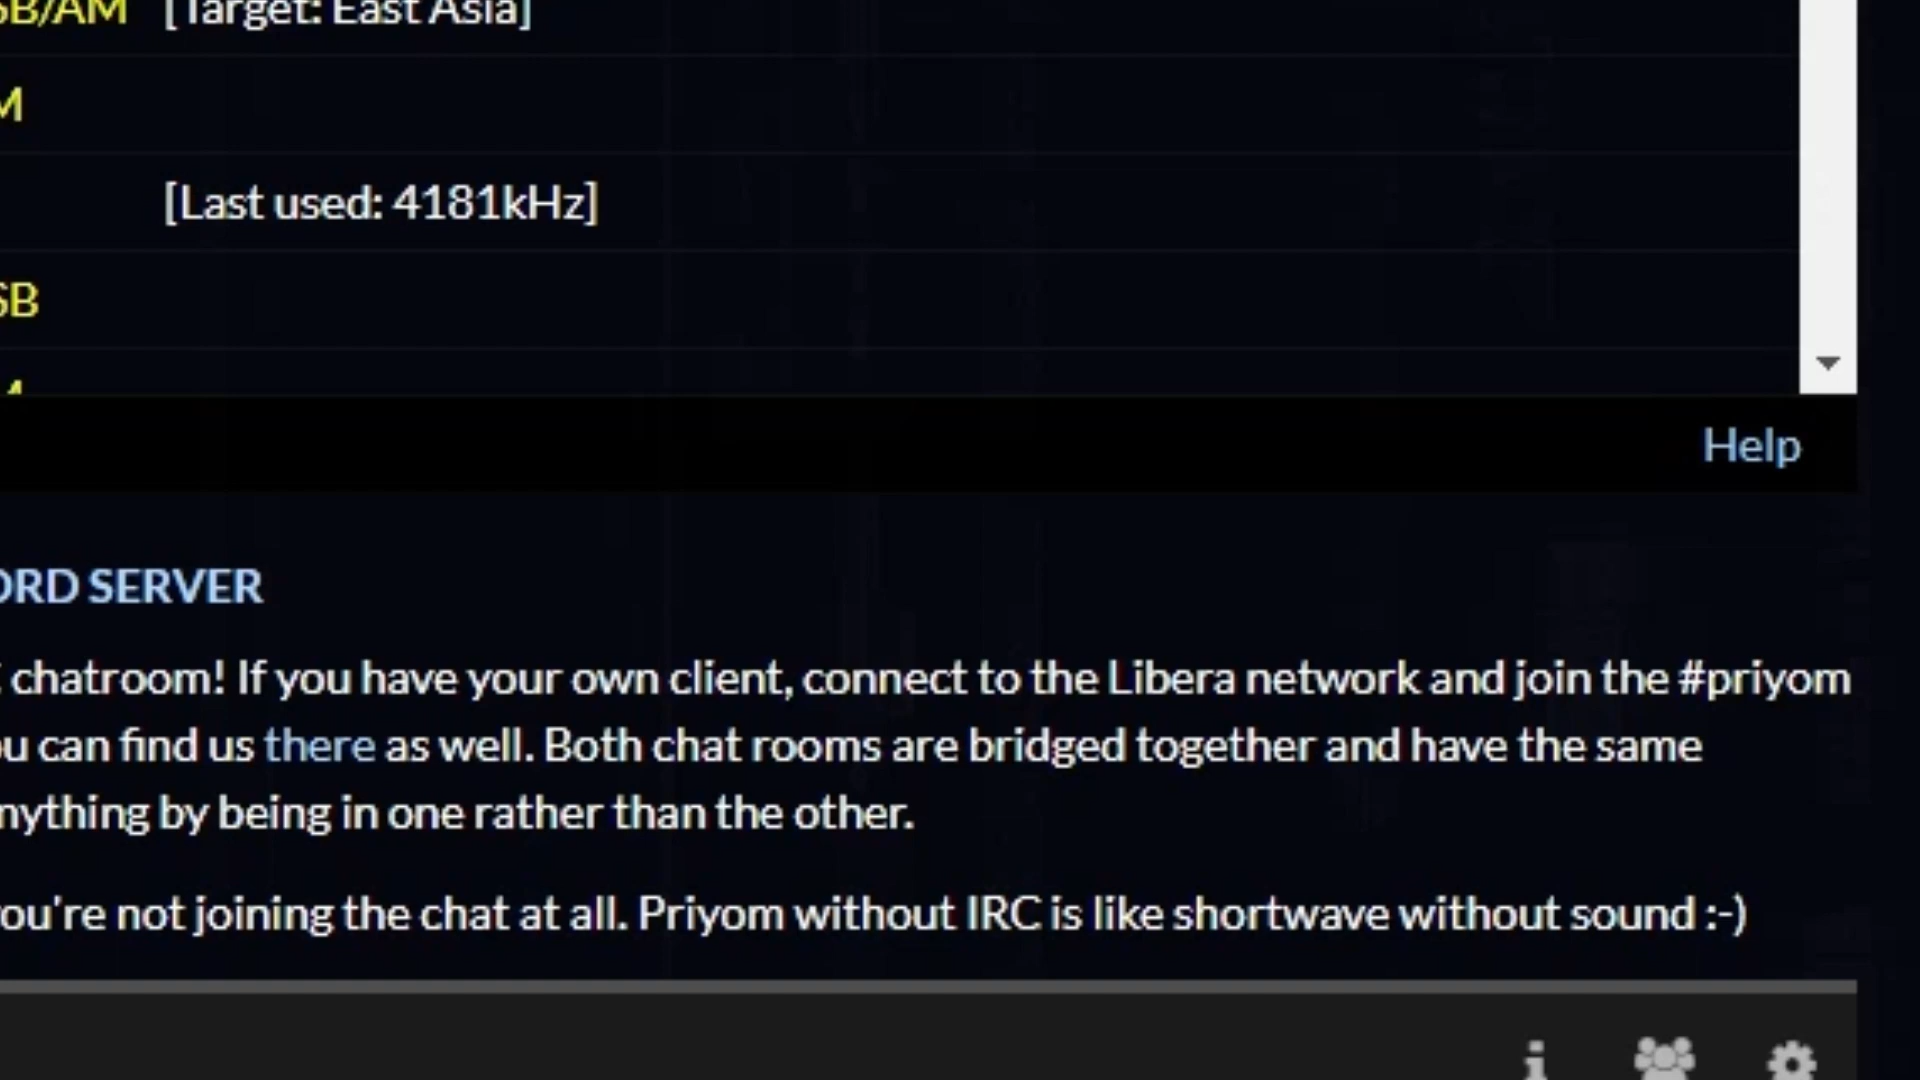 SB/AM [Target: East Asia]
M
[Last used: 4181kHz]
SB
Help
ORD SERVER
chatroom! If you have your own client, connect to the Libera network and join the #priyom
ou can find us there as well. Both chat rooms are bridged together and have the same
nything by being in one rather than the other.
you're not joining the chat at all. Priyom without IRC is like shortwave without sound :-)